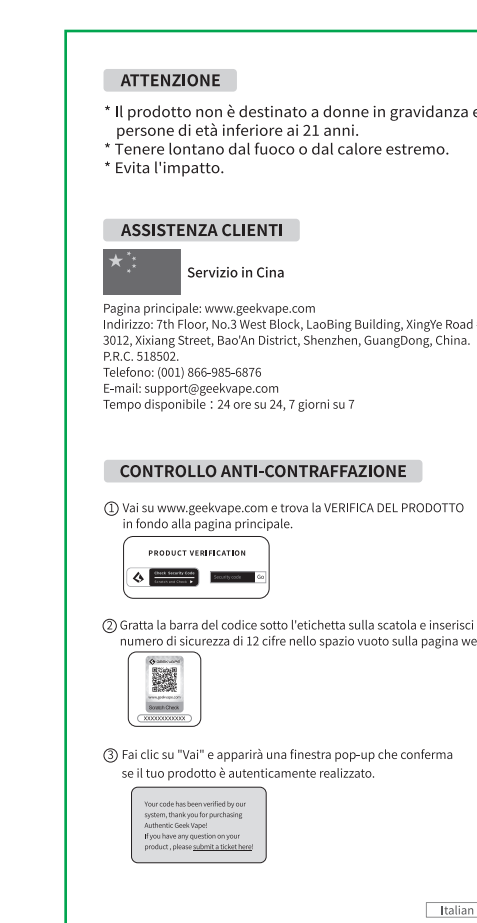 ATTENZIONE
* Il prodotto non è destinato a donne in gravidanza e
persone di età inferiore ai 21 anni.
* Tenere lontano dal fuoco o dal calore estremo.
* Evita l'impatto.
ASSISTENZA CLIENTI
Servizio in Cina
Pagina principale: www.geekvape.com
Indirizzo: 7th Floor, No.3 West Block, LaoBing Building, XingYe Road
3012, Xixiang Street, Bao'An District, Shenzhen, GuangDong, China.
P.R.C. 518502.
Telefono: (001) 866-985-6876
E-mail: support@geekvape.com
Tempo disponibile : 24 ore su 24, 7 giorni su 7
CONTROLLO ANTI-CONTRAFFAZIONE
① Vai su www.geekvape.com e trova la VERIFICA DEL PRODOTTO
in fondo alla pagina principale.
PRODUCT VERIFICATION
Check Security Code
Scratch and Check
Security code Go
② Gratta la barra del codice sotto l'etichetta sulla scatola e inserisci
numero di sicurezza di 12 cifre nello spazio vuoto sulla pagina we
www.geekvape.com
Scratch Check
XXXXXXXXXXXX
③ Fai clic su "Vai" e apparirà una finestra pop-up che conferma
se il tuo prodotto è autenticamente realizzato.
Your code has been verified by our
system, thank you for purchasing
Authentic Geek Vape!
If you have any question on your
product , please submit a ticket here!
Italian